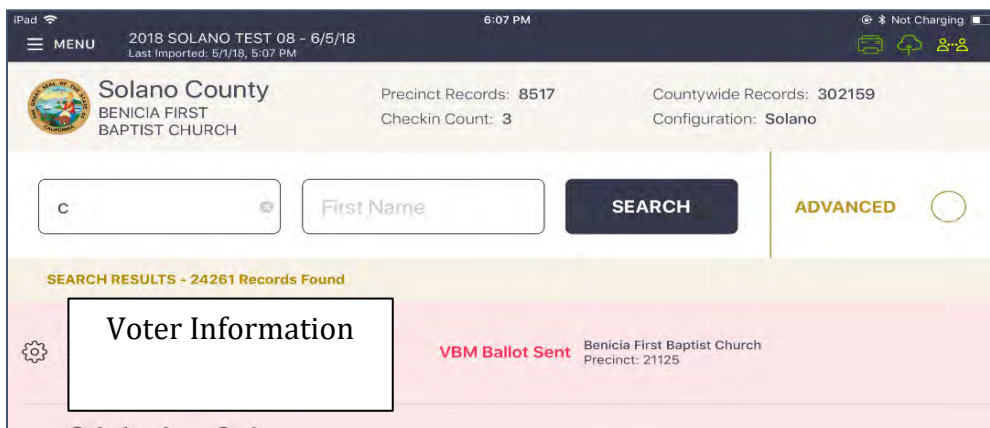 iPad 6:07 PM Not Charging
MENU 2018 SOLANO TEST 08 - 6/5/18
Last Imported: 5/1/18, 5:07 PM
Solano County
BENICIA FIRST
BAPTIST CHURCH
Precinct Records: 8517
Checkin Count: 3
Countywide Records: 302159
Configuration: Solano
c First Name SEARCH ADVANCED
SEARCH RESULTS - 24261 Records Found
Voter Information
VBM Ballot Sent
Benicia First Baptist Church
Precinct: 21125